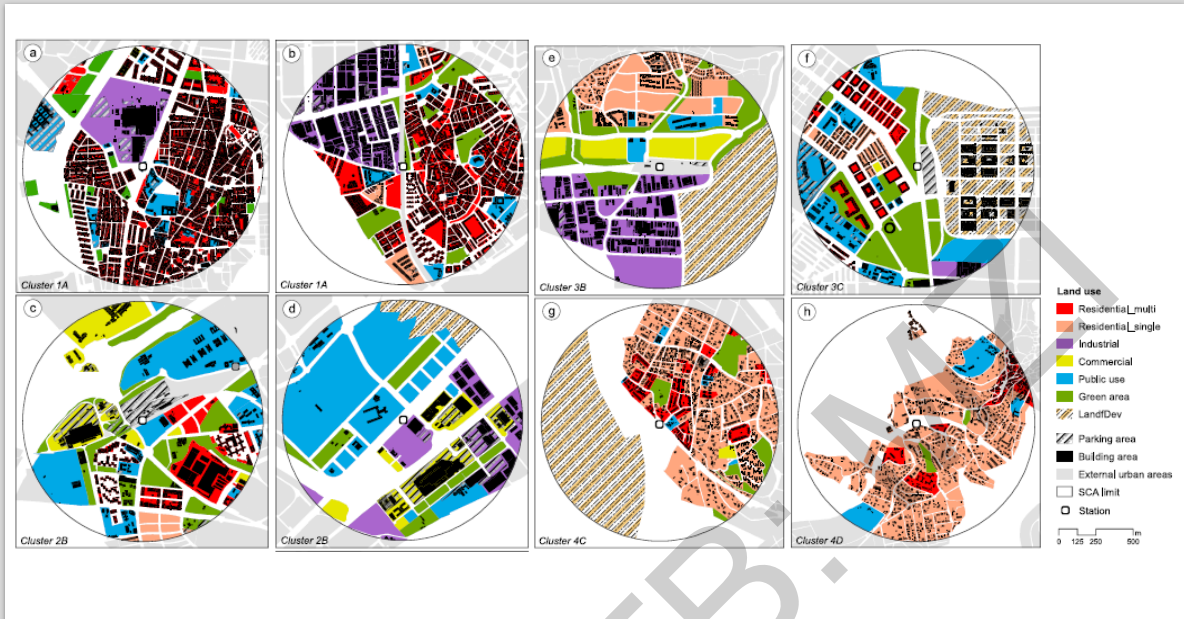 a
Cluster 1A
b
Cluster 1A
e
Cluster 3B
f
Cluster 3C
c
Cluster 2B
d
Cluster 2B
g
Cluster 4C
h
Cluster 4D
Land use
Residential_multi
Residential_single
Industrial
Commercial
Public use
Green area
LandfDev
Parking area
Building area
External urban areas
SCA limit
Station
m
0 125 250 500